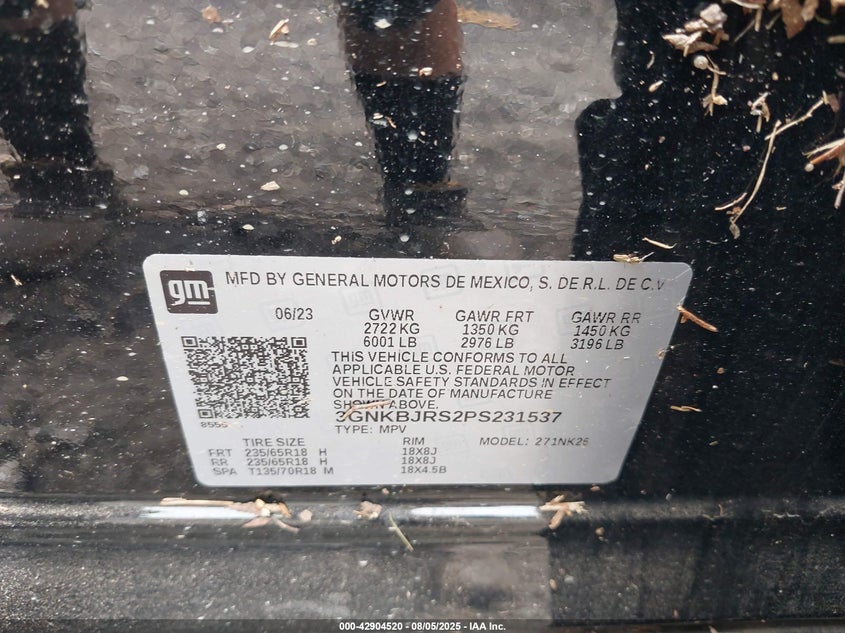 gm
MFD BY GENERAL MOTORS DE MEXICO, S. DE R.L. DE C.V
06/23 GVWR GAWR FRT GAWR RR
2722 KG 1350 KG 1450 KG
6001 LB 2976 LB 3196 LB
THIS VEHICLE CONFORMS TO ALL
APPLICABLE U.S. FEDERAL MOTOR
VEHICLE SAFETY STANDARDS IN EFFECT
ON THE DATE OF MANUFACTURE
SHOWN ABOVE.
3GNKBJRS2PS231537
TYPE: MPV
TIRE SIZE RIM MODEL: 271NK26
FRT 235/65R18 H 18X8J
RR 235/65R18 H 18X8J
SPA T135/70R18 M 18X4.5B
000-42904520 - 08/05/2025 - IAA Inc.